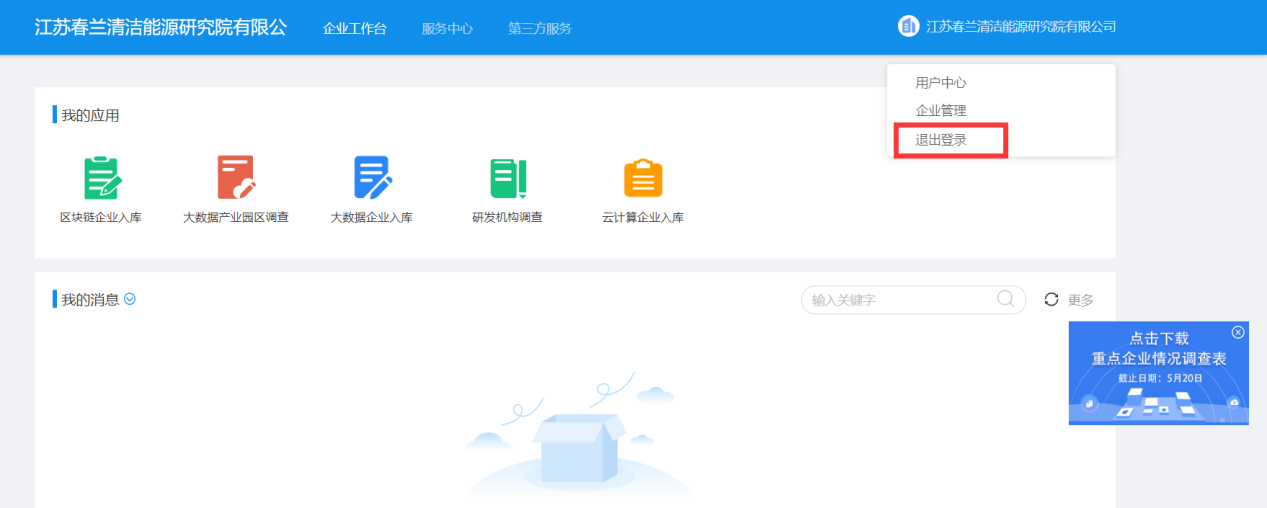 江苏春兰清洁能源研究院有限公
企业工作台
服务中心
第三方服务
江苏春兰清洁能源研究院有限公司
用户中心
企业管理
退出登录
我的应用
区块链企业入库
大数据产业园区调查
大数据企业入库
研发机构调查
云计算企业入库
我的消息
输入关键字
更多
点击下载
重点企业情况调查表
截止日期：5月20日